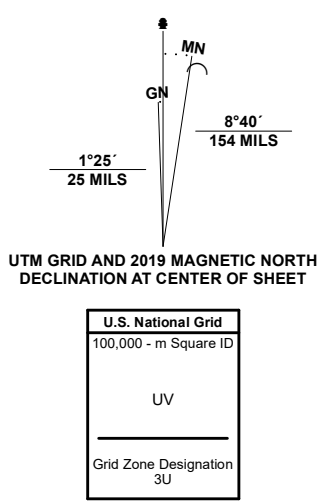 MN
GN
8°40´
154 MILS
1°25´
25 MILS
UTM GRID AND 2019 MAGNETIC NORTH
DECLINATION AT CENTER OF SHEET
U.S. National Grid
100,000 - m Square ID
UV
Grid Zone Designation
3U